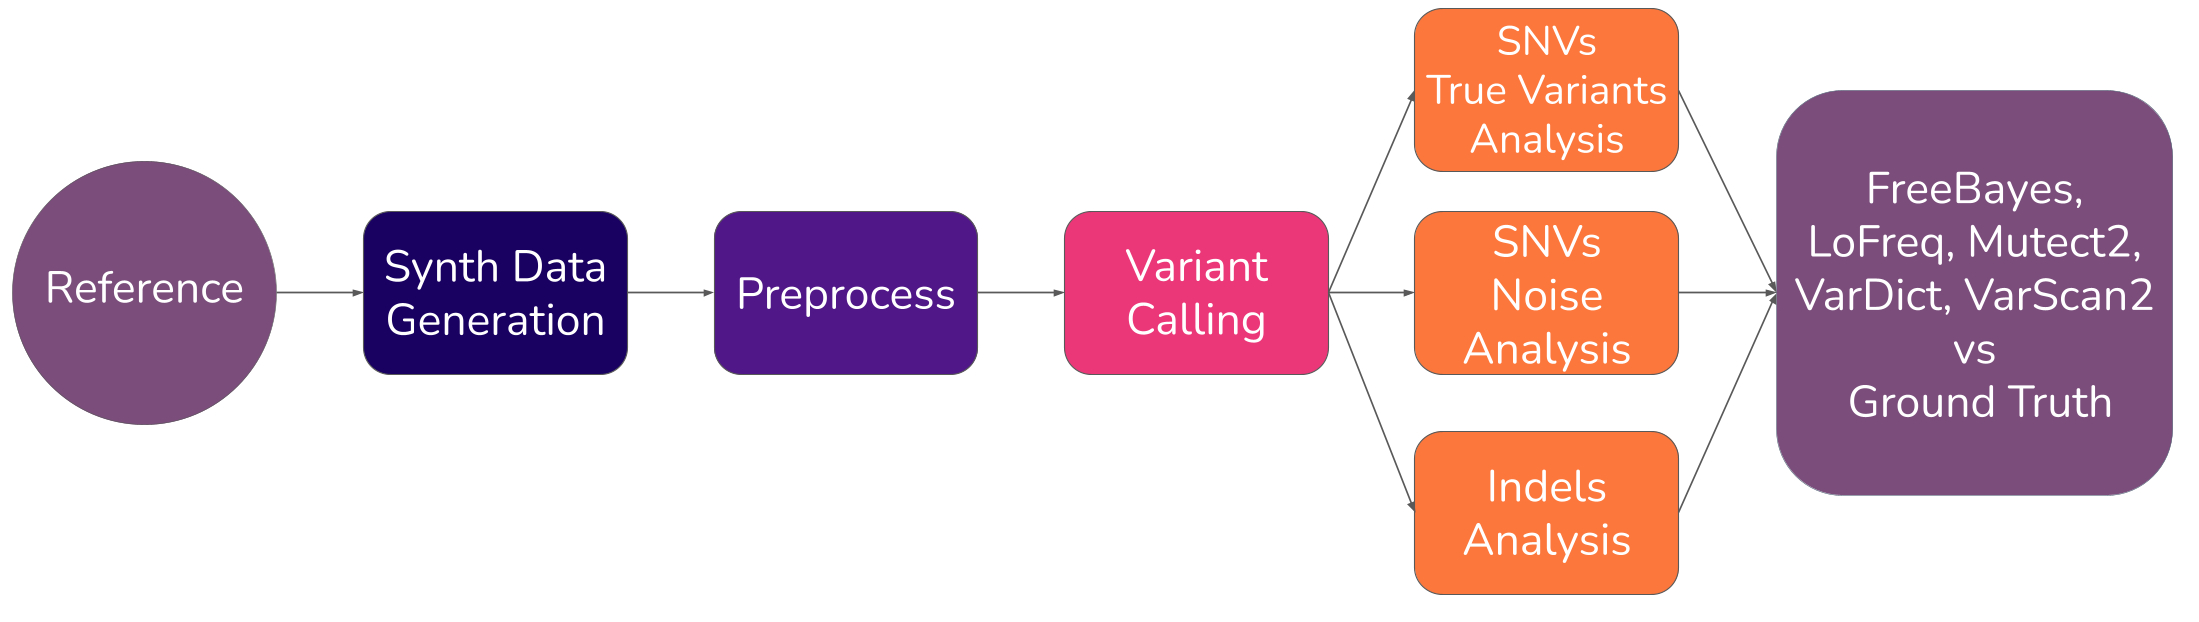 Reference
Synth Data
Generation
Preprocess
Variant
Calling
SNVs
True Variants
Analysis
SNVs
Noise
Analysis
Indels
Analysis
FreeBayes,
LoFreq, Mutect2,
VarDict, VarScan2
vs
Ground Truth